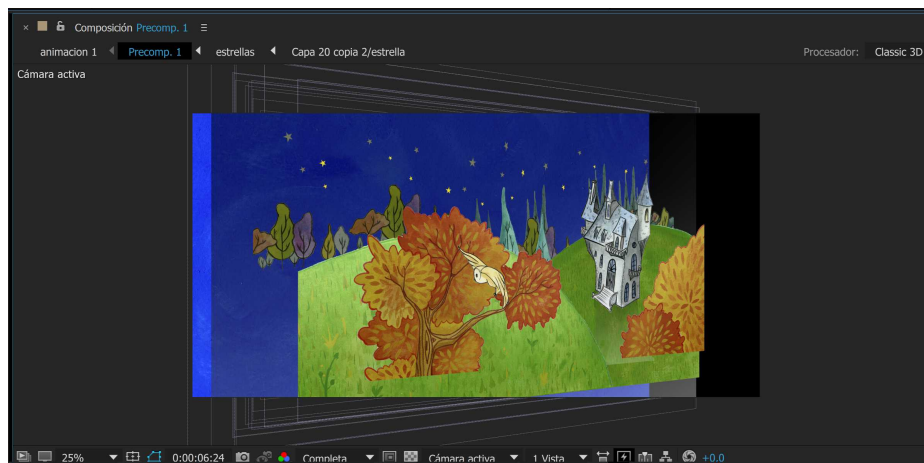 Composición Precomp. 1
animacion 1 Precomp. 1 estrellas Capa 20 copia 2/estrella Procesador: Classic 3D
Cámara activa
25% 0:00:06:24 Completa Cámara activa 1 Vista +0.0